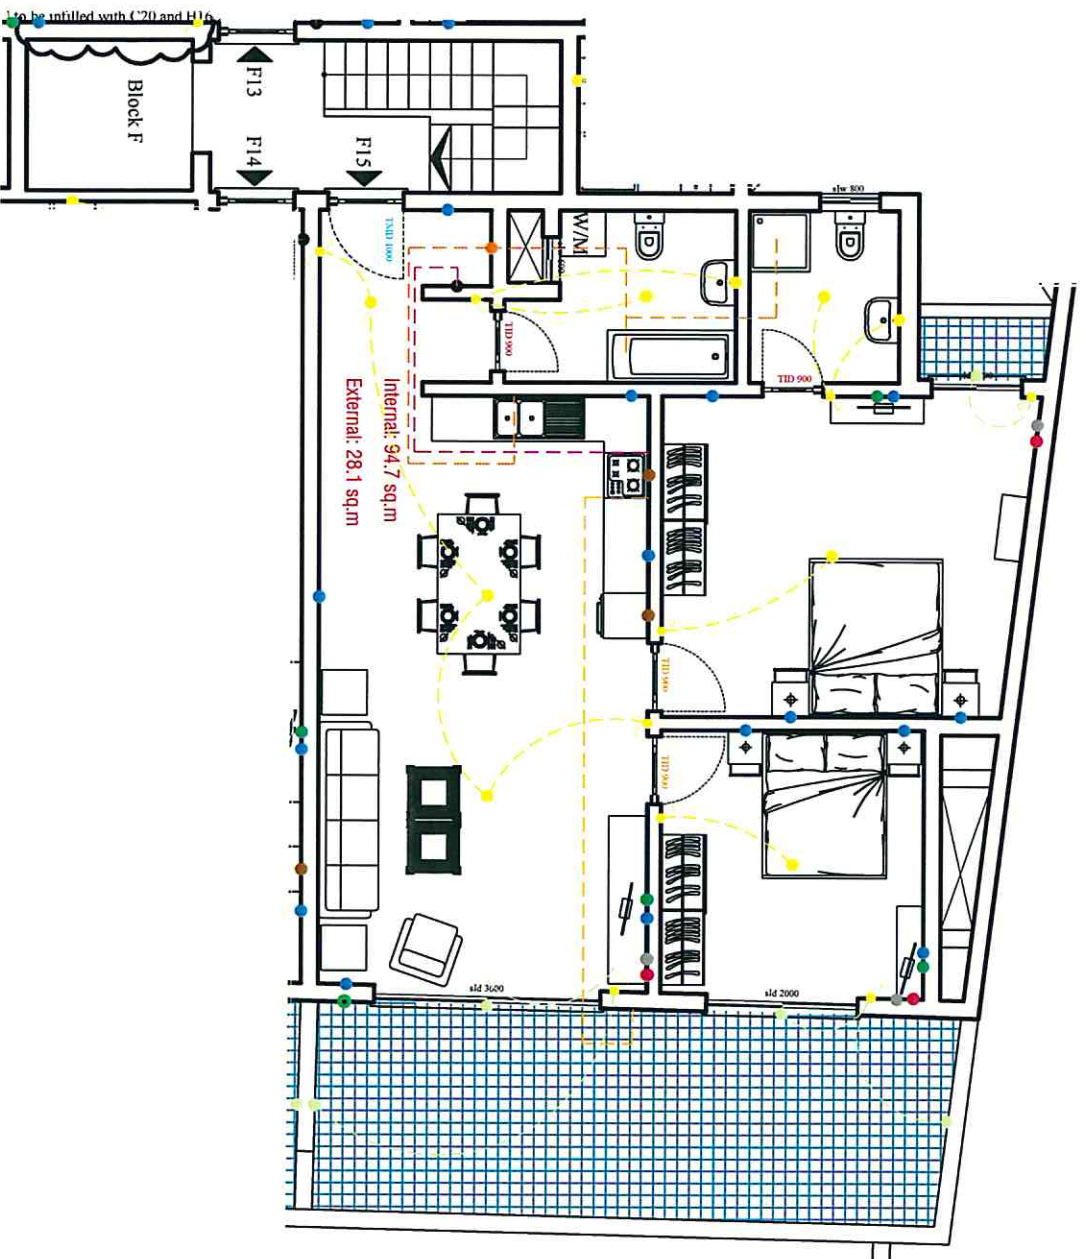 to be infilled with C20 and H16
Block F
F13
F14
F15
TMD 1000
W/M
slw 800
TID 900
TID 900
Internal: 94.7 sq.m
External: 28.1 sq.m
TID 900
TID 900
sld 3600
sld 2000